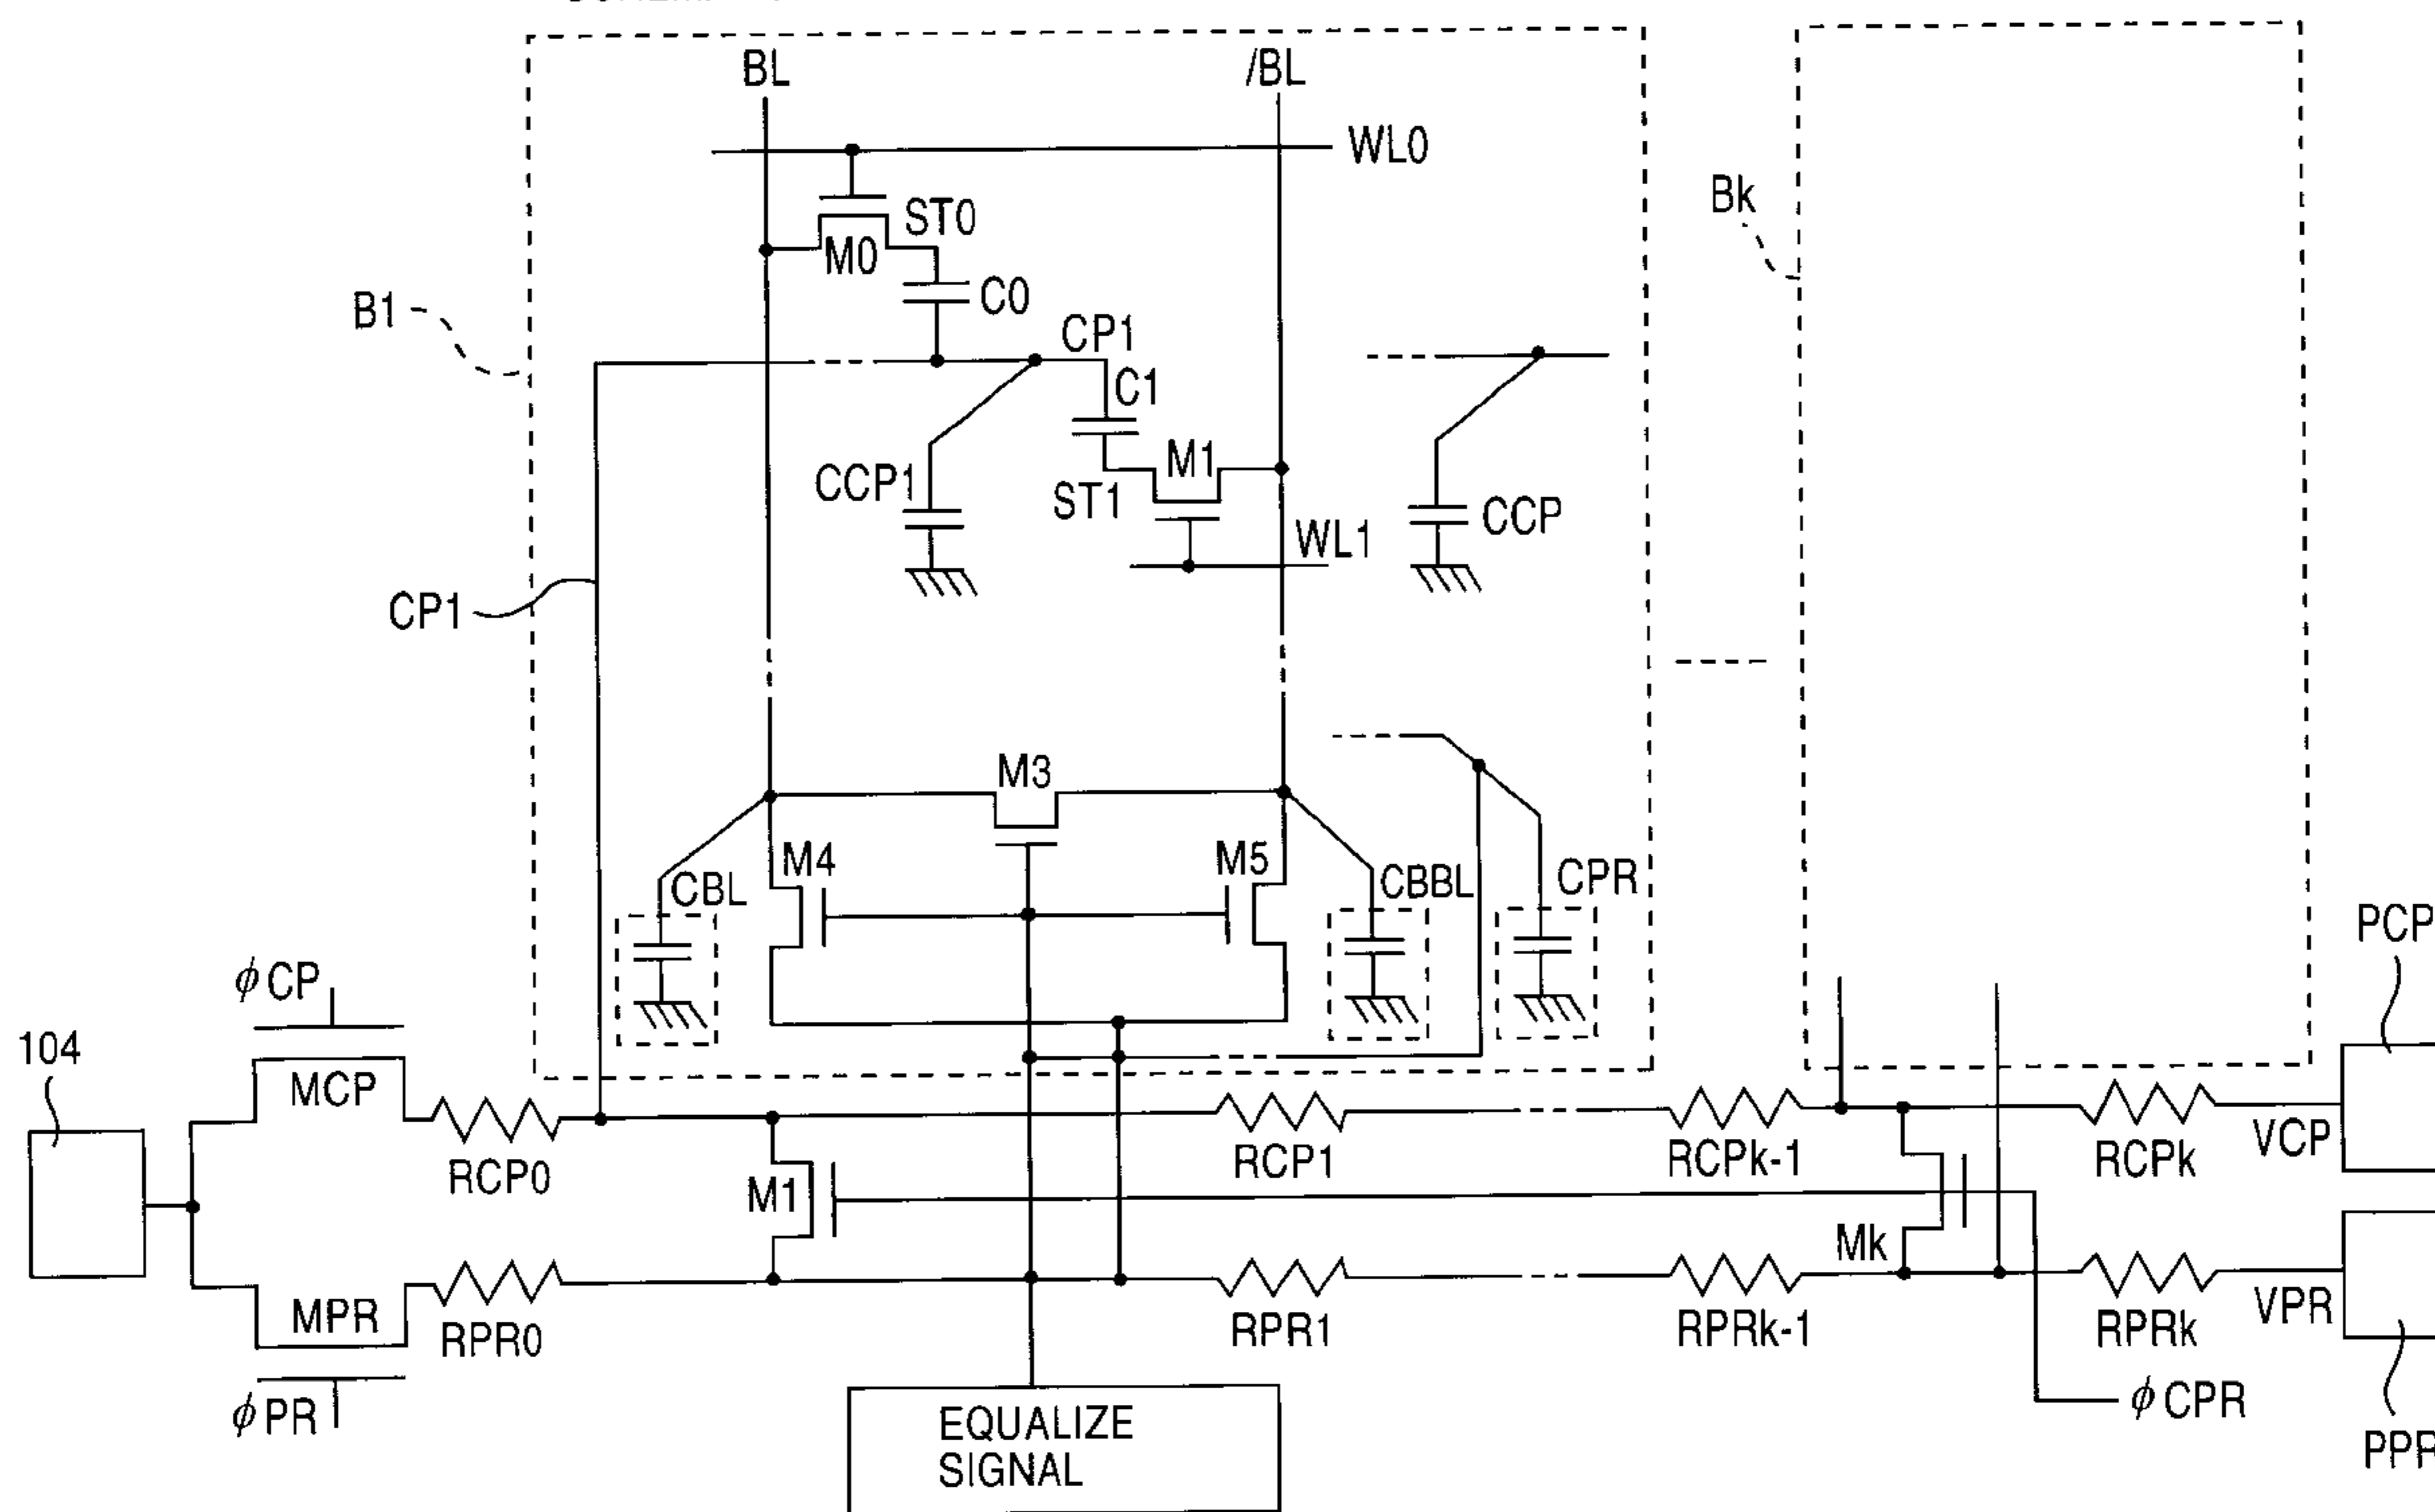 BL
/BL
WL0
Bk
ST0
M0
C0
B1
CP1
C1
M1
CCP1
ST1
CCP
WL1
CP1
M3
M4
M5
CBL
CBBL
CPR
PCP
ϕCP
104
MCP
RCP0
RCP1
RCPk-1
RCPk
VCP
M1
Mk
MPR
RPR0
RPR1
RPRk-1
RPRk
VPR
ϕPR
ϕCPR
EQUALIZE
SIGNAL
PPR